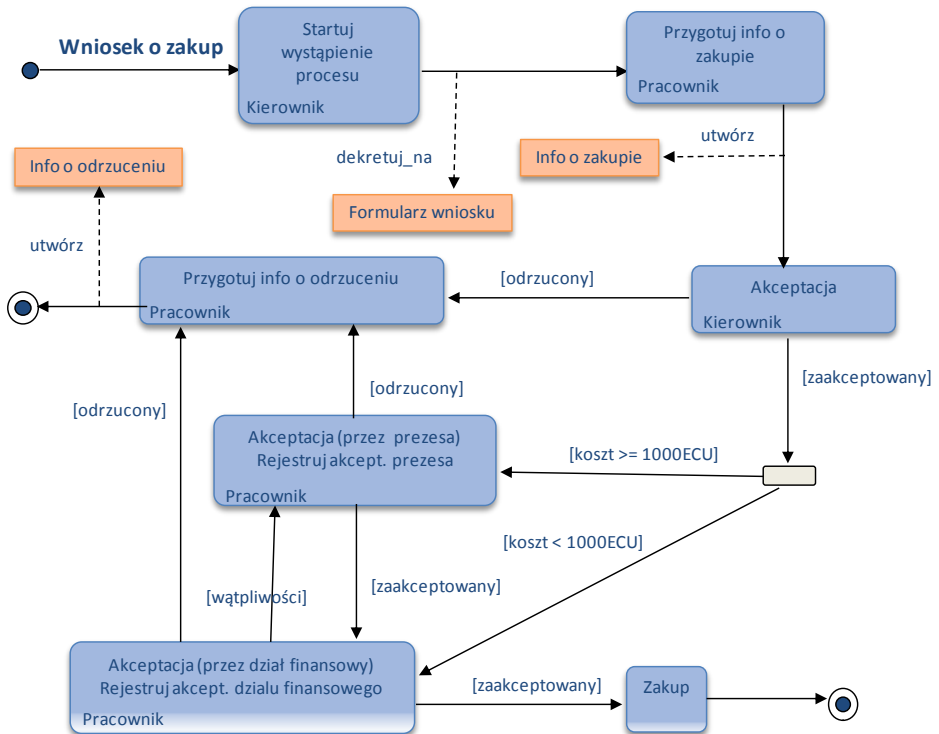 Wniosek o zakup
Startuj
wystąpienie
procesu
Kierownik
Przygotuj info o
zakupie
Pracownik
utwórz
dekretuj_na
Info o zakupie
Info o odrzuceniu
Formularz wniosku
utwórz
Przygotuj info o odrzuceniu
Pracownik
[odrzucony]
Akceptacja
Kierownik
[zaakceptowany]
[odrzucony]
[odrzucony]
Akceptacja (przez prezesa)
Rejestruj akcept. prezesa
Pracownik
[koszt >= 1000ECU]
[koszt < 1000ECU]
[wątpliwości]
[zaakceptowany]
Akceptacja (przez dział finansowy)
Rejestruj akcept. dzialu finansowego
Pracownik
[zaakceptowany]
Zakup